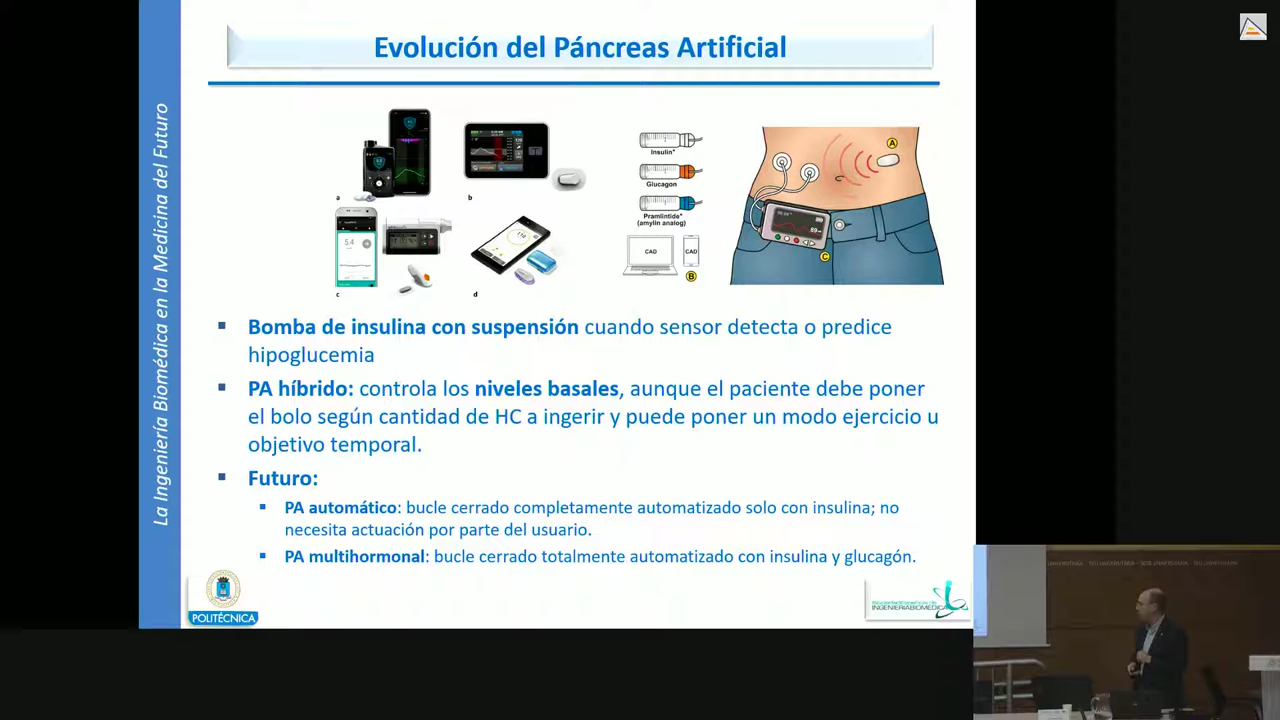 Evolución del Páncreas Artificial
La Ingeniería Biomédica en la Medicina del Futuro
a
b
c
d
5.4
Insulin*
Glucagon
Pramlintide*
(amylin analog)
CAD
CAD
B
A
C
Bomba de insulina con suspensión cuando sensor detecta o predice
hipoglucemia
PA híbrido: controla los niveles basales, aunque el paciente debe poner
el bolo según cantidad de HC a ingerir y puede poner un modo ejercicio u
objetivo temporal.
Futuro:
PA automático: bucle cerrado completamente automatizado solo con insulina; no
necesita actuación por parte del usuario.
PA multihormonal: bucle cerrado totalmente automatizado con insulina y glucagón.
POLITÉCNICA
INGENIERIABIOMEDICA